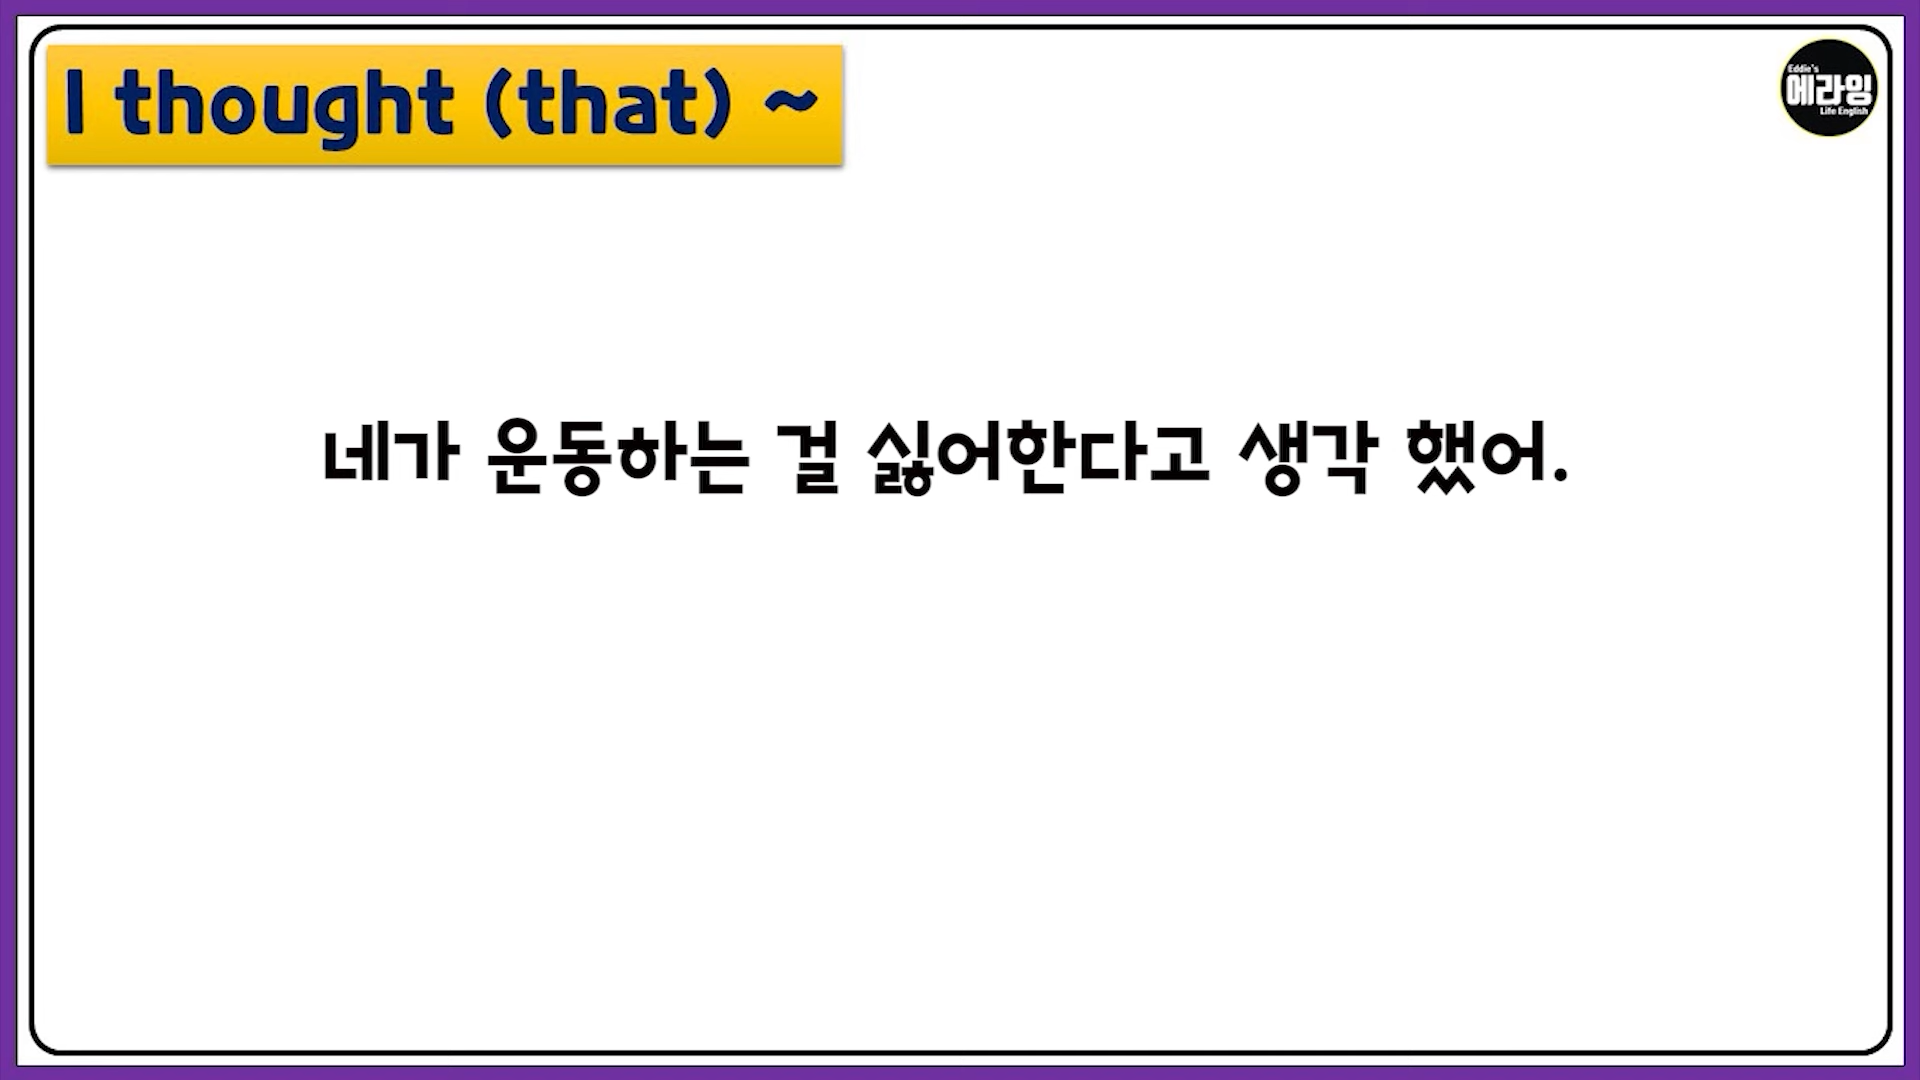 I thought (that) ~
Eddie's
에라잉
Life English
네가 운동하는 걸 싫어한다고 생각 했어.